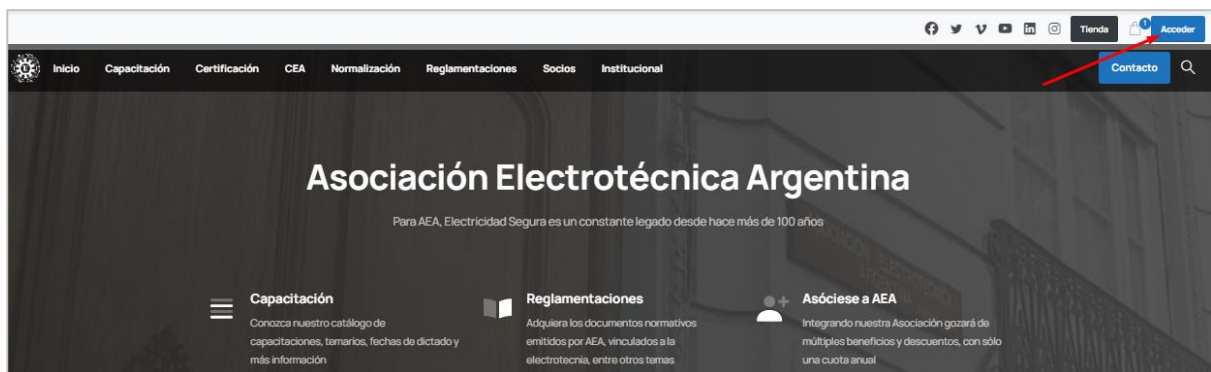 Tienda 1 Acceder
Inicio Capacitación Certificación CEA Normalización Reglamentaciones Socios Institucional Contacto
Asociación Electrotécnica Argentina
Para AEA, Electricidad Segura es un constante legado desde hace más de 100 años
Capacitación
Conozca nuestro catálogo de
capacitaciones, temarios, fechas de dictado y
más información
Reglamentaciones
Adquiera los documentos normativos
emitidos por AEA, vinculados a la
electrotecnia, entre otros temas
Asóciese a AEA
Integrando nuestra Asociación gozará de
múltiples beneficios y descuentos, con sólo
una cuota anual